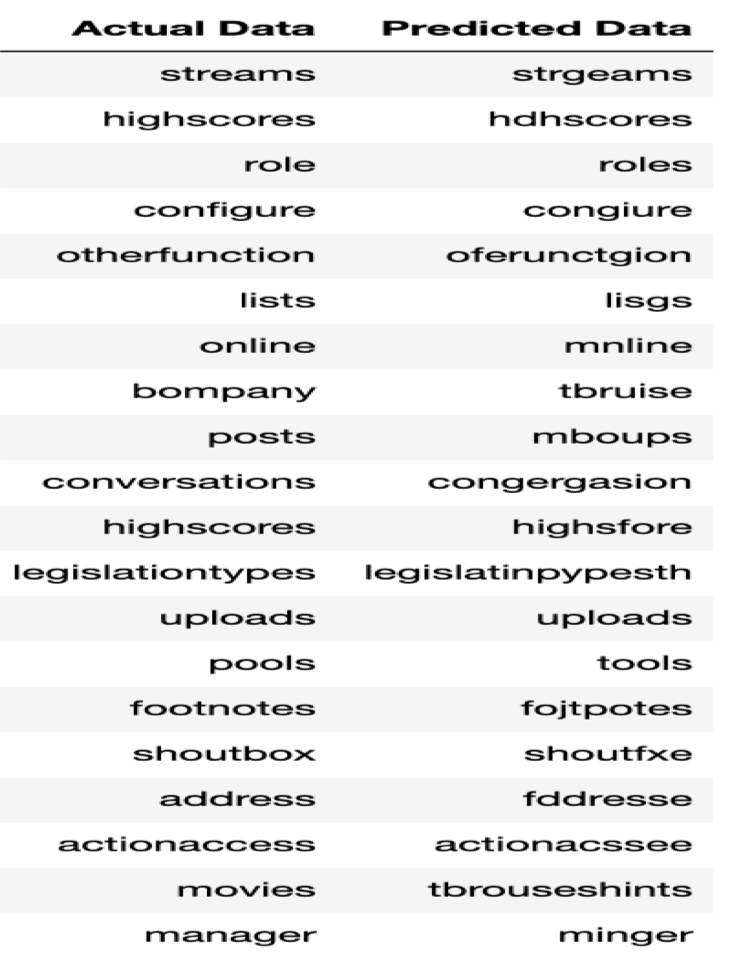 Actual Data Predicted Data
streams strgeams
highscores hdhscores
role roles
configure congiure
otherfunction oferunctgion
lists lisgs
online mnline
bompany tbruise
posts mboups
conversations congergasion
highscores highsfore
legislationtypes legislatinpypesth
uploads uploads
pools tools
footnotes fojtpotes
shoutbox shoutfxe
address fddresse
actionaccess actionacssee
movies tbrouseshints
manager minger